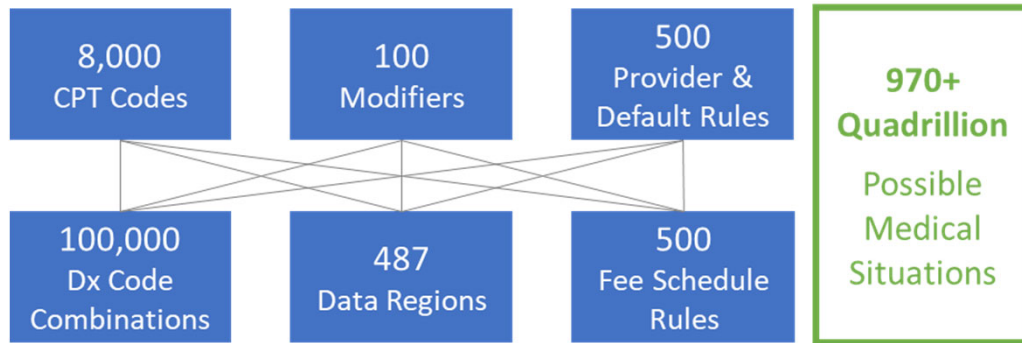 8,000
CPT Codes
100
Modifiers
500
Provider &
Default Rules
970+
Quadrillion
Possible
Medical
Situations
100,000
Dx Code
Combinations
487
Data Regions
500
Fee Schedule
Rules